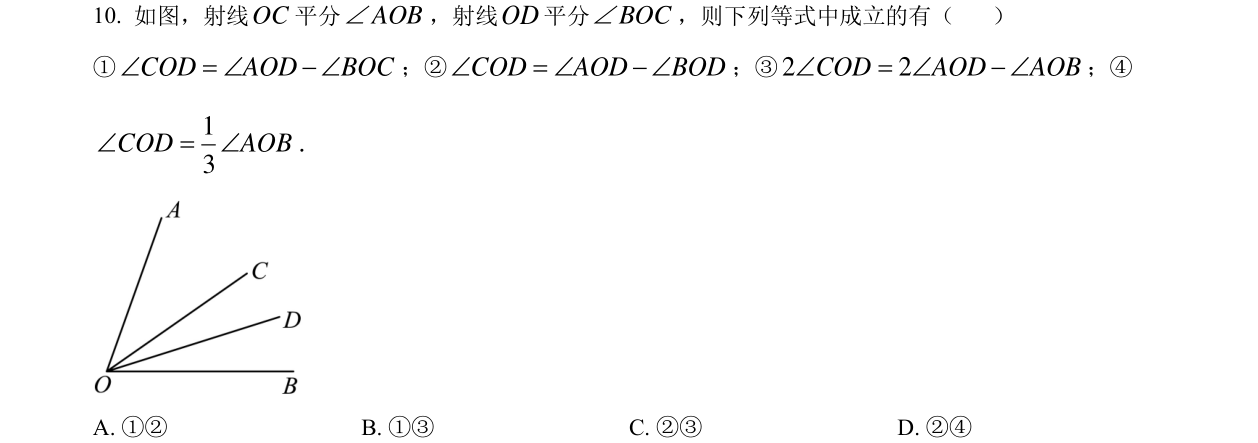 10. 如图，射线OC平分∠AOB，射线OD平分∠BOC，则下列等式中成立的有（　　）
①∠COD=∠AOD−∠BOC；②∠COD=∠AOD−∠BOD；③2∠COD=2∠AOD−∠AOB；④
∠COD=1/3∠AOB.
A
C
D
O
B
A. ①② B. ①③ C. ②③ D. ②④